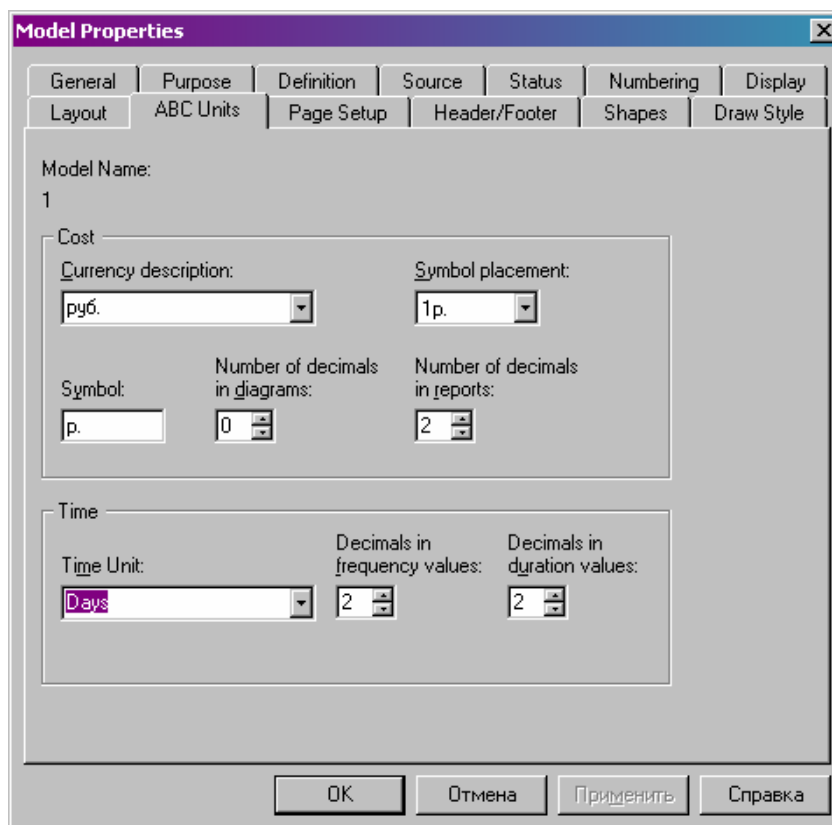 Model Properties
General Purpose Definition Source Status Numbering Display
Layout ABC Units Page Setup Header/Footer Shapes Draw Style
Model Name:
1
Cost
Currency description: Symbol placement:
руб. 1р.
Number of decimals Number of decimals
Symbol: in diagrams: in reports:
р. 0 2
Time
Decimals in Decimals in
Time Unit: frequency values: duration values:
Days 2 2
OK Отмена Применить Справка